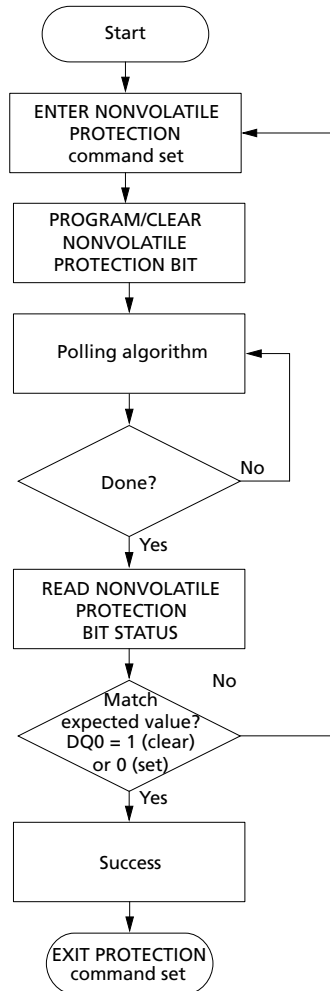 Start
ENTER NONVOLATILE
PROTECTION
command set
PROGRAM/CLEAR
NONVOLATILE
PROTECTION BIT
Polling algorithm
Done?
No
Yes
READ NONVOLATILE
PROTECTION
BIT STATUS
No
Match
expected value?
DQ0 = 1 (clear)
or 0 (set)
Yes
Success
EXIT PROTECTION
command set